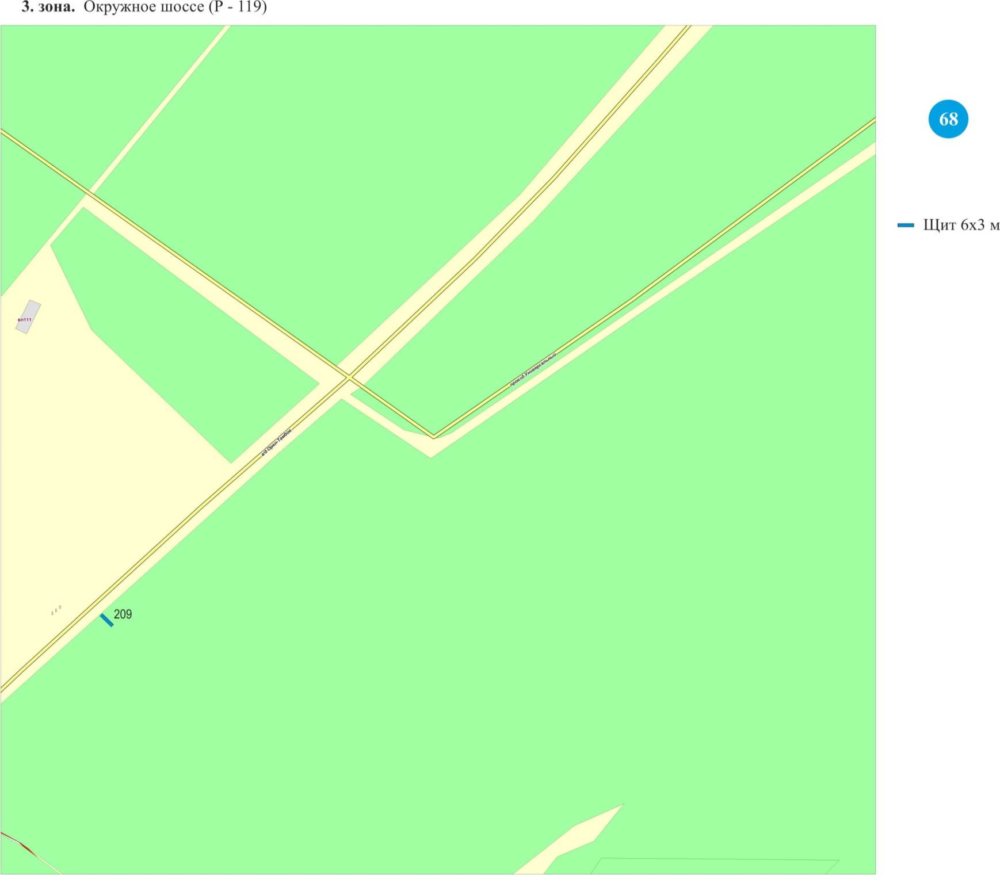 3. зона. Окружное шоссе (Р - 119)
68
Щит 6х3 м
вл111
проезд.Универсальный
а/д.Орел-Тамбов
209